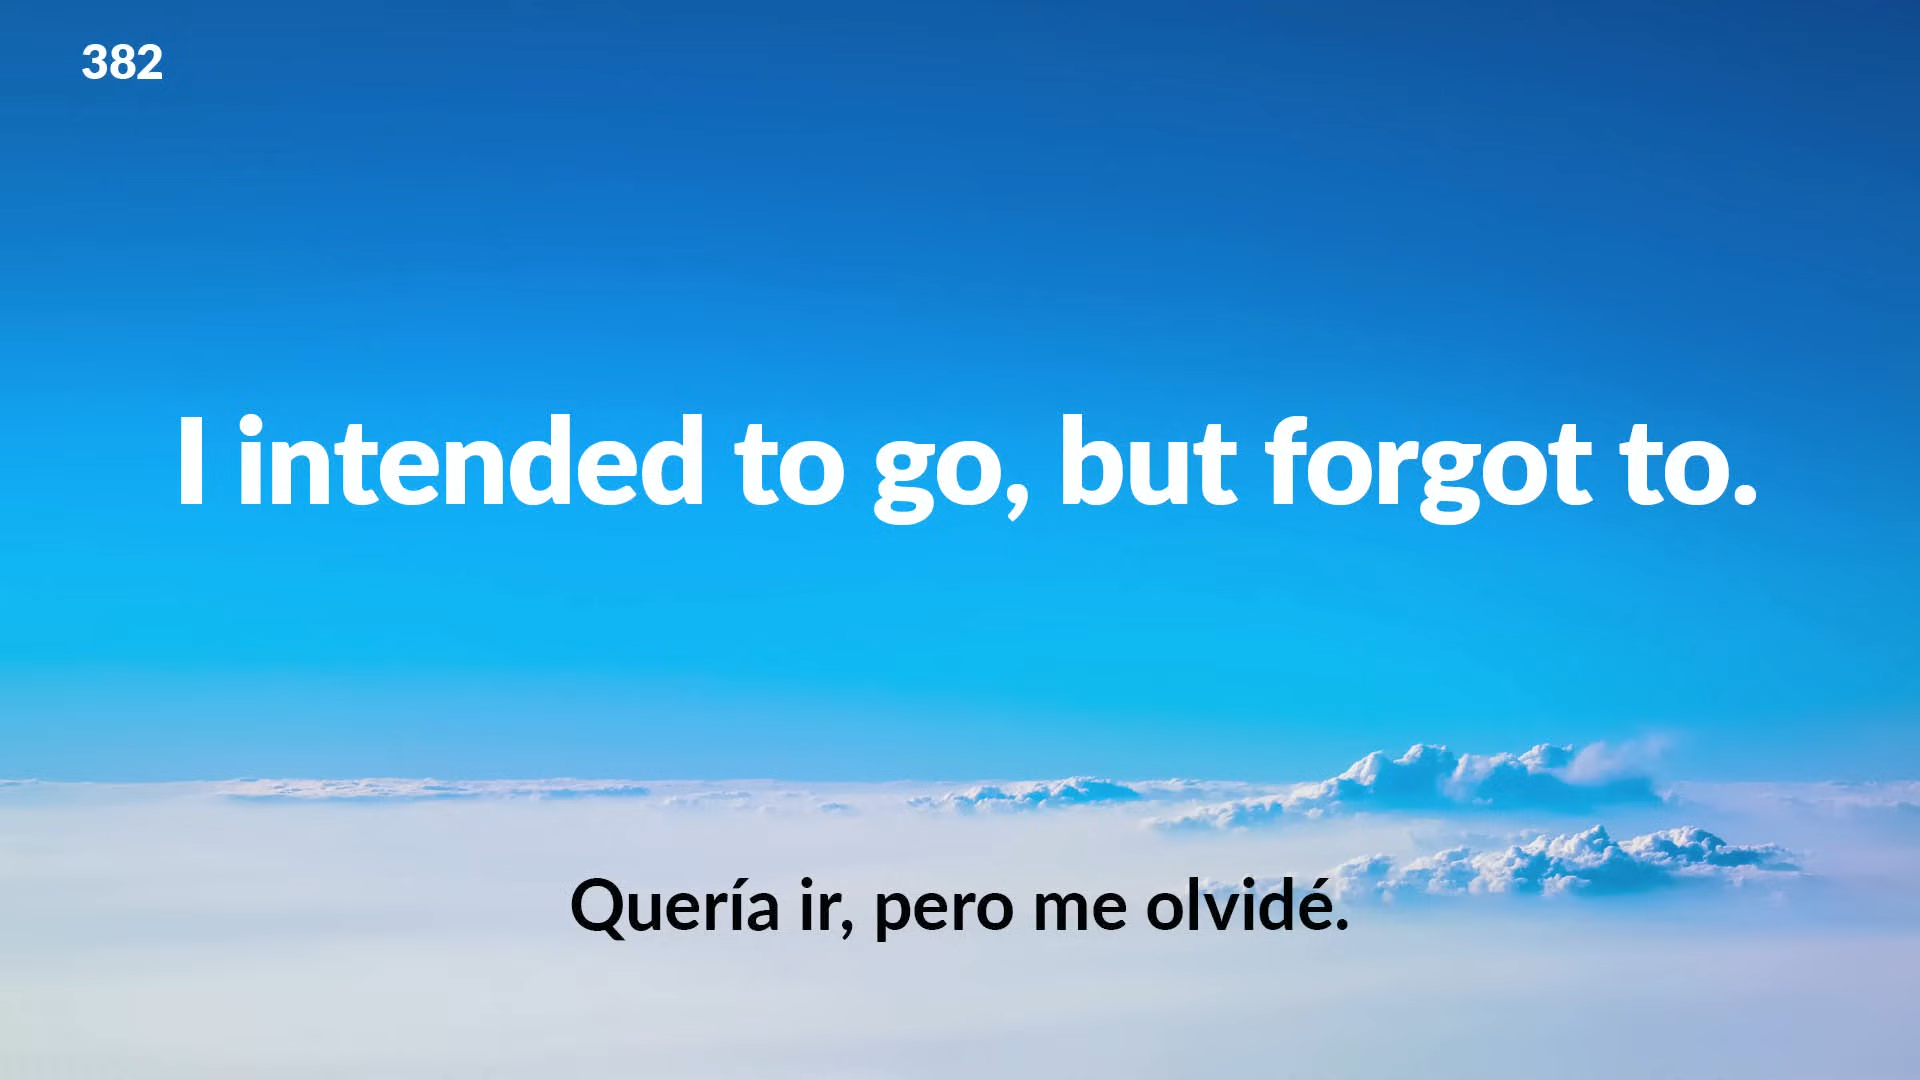 382
I intended to go, but forgot to.
Quería ir, pero me olvidé.